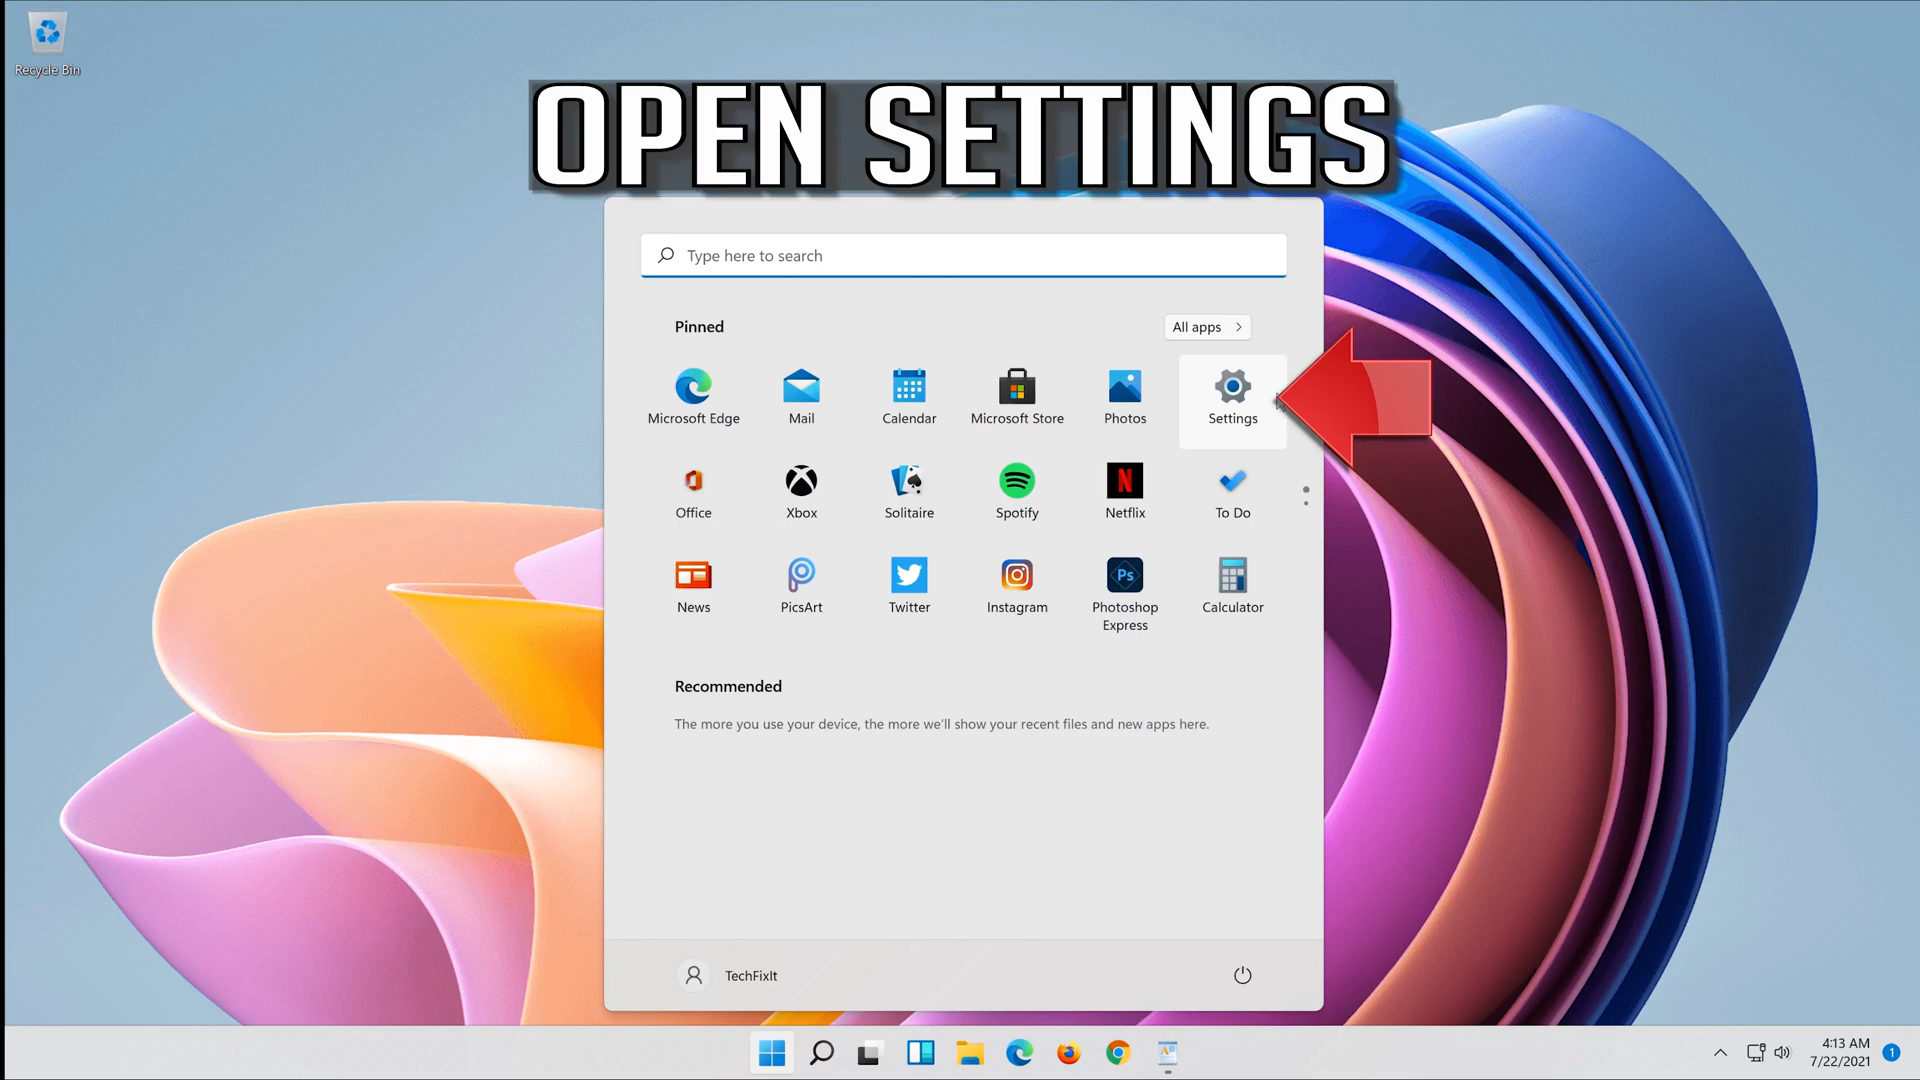 Recycle Bin
OPEN SETTINGS
Type here to search
Pinned
All apps
Microsoft Edge
Mail
Calendar
Microsoft Store
Photos
Settings
Office
Xbox
Solitaire
Spotify
Netflix
To Do
News
PicsArt
Twitter
Instagram
Ps
Photoshop
Express
Calculator
Recommended
The more you use your device, the more we'll show your recent files and new apps here.
TechFixIt
4:13 AM
7/22/2021
1